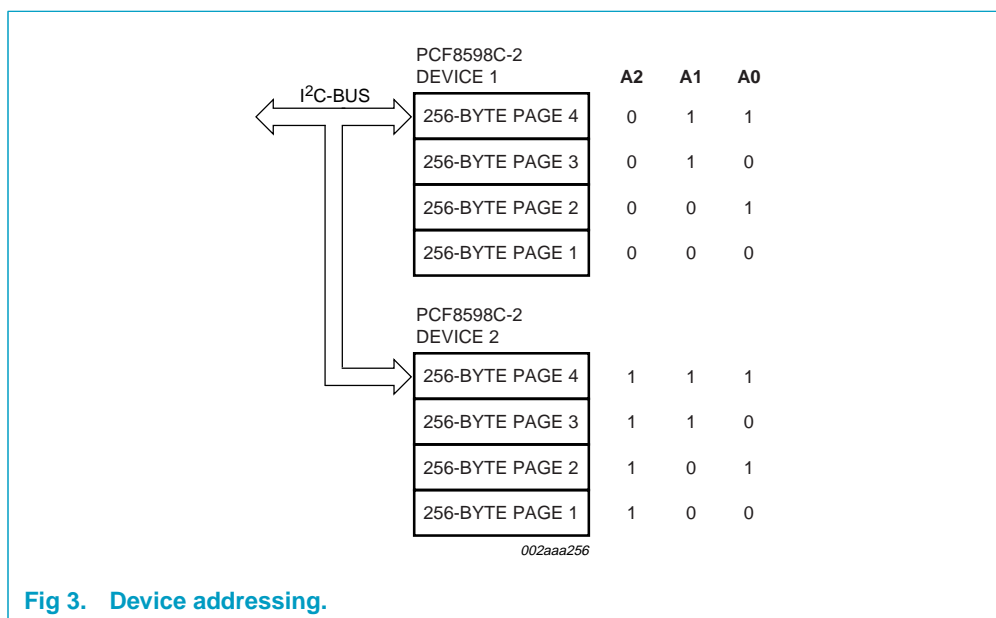 PCF8598C-2
DEVICE 1 A2 A1 A0
I2C-BUS
256-BYTE PAGE 4 0 1 1
256-BYTE PAGE 3 0 1 0
256-BYTE PAGE 2 0 0 1
256-BYTE PAGE 1 0 0 0
PCF8598C-2
DEVICE 2
256-BYTE PAGE 4 1 1 1
256-BYTE PAGE 3 1 1 0
256-BYTE PAGE 2 1 0 1
256-BYTE PAGE 1 1 0 0
002aaa256
Fig 3. Device addressing.